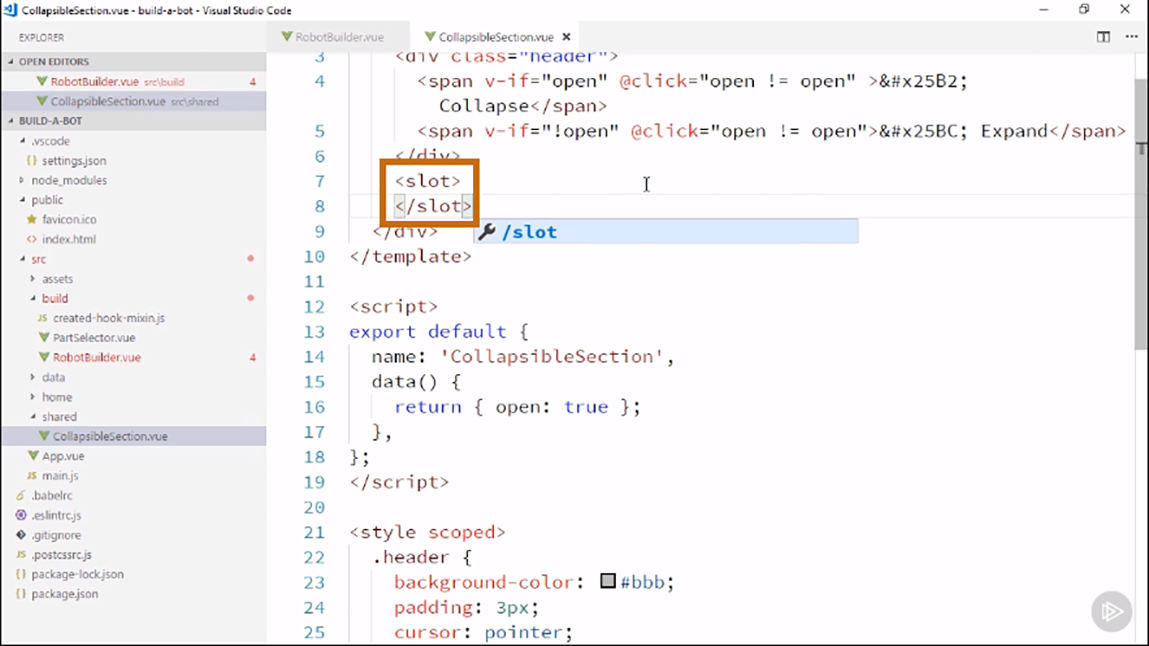 CollapsibleSection.vue - build-a-bot - Visual Studio Code
EXPLORER
RobotBuilder.vue
CollapsibleSection.vue
OPEN EDITORS
RobotBuilder.vue src\build 4
CollapsibleSection.vue src\shared
BUILD-A-BOT
.vscode
settings.json
node_modules
public
favicon.ico
index.html
src
assets
build
created-hook-mixin.js
PartSelector.vue
RobotBuilder.vue 4
data
home
shared
CollapsibleSection.vue
App.vue
main.js
.babelrc
.eslintrc.js
.gitignore
.postcssrc.js
package-lock.json
package.json
3 <div class="header">
4 <span v-if="open" @click="open != open" >&#x25B2;
Collapse</span>
5 <span v-if="!open" @click="open != open">&#x25BC; Expand</span>
6 </div>
7 <slot>
8 </slot>
9 </div>
/slot
10 </template>
11
12 <script>
13 export default {
14 name: 'CollapsibleSection',
15 data() {
16 return { open: true };
17 },
18 };
19 </script>
20
21 <style scoped>
22 .header {
23 background-color: #bbb;
24 padding: 3px;
25 cursor: pointer;